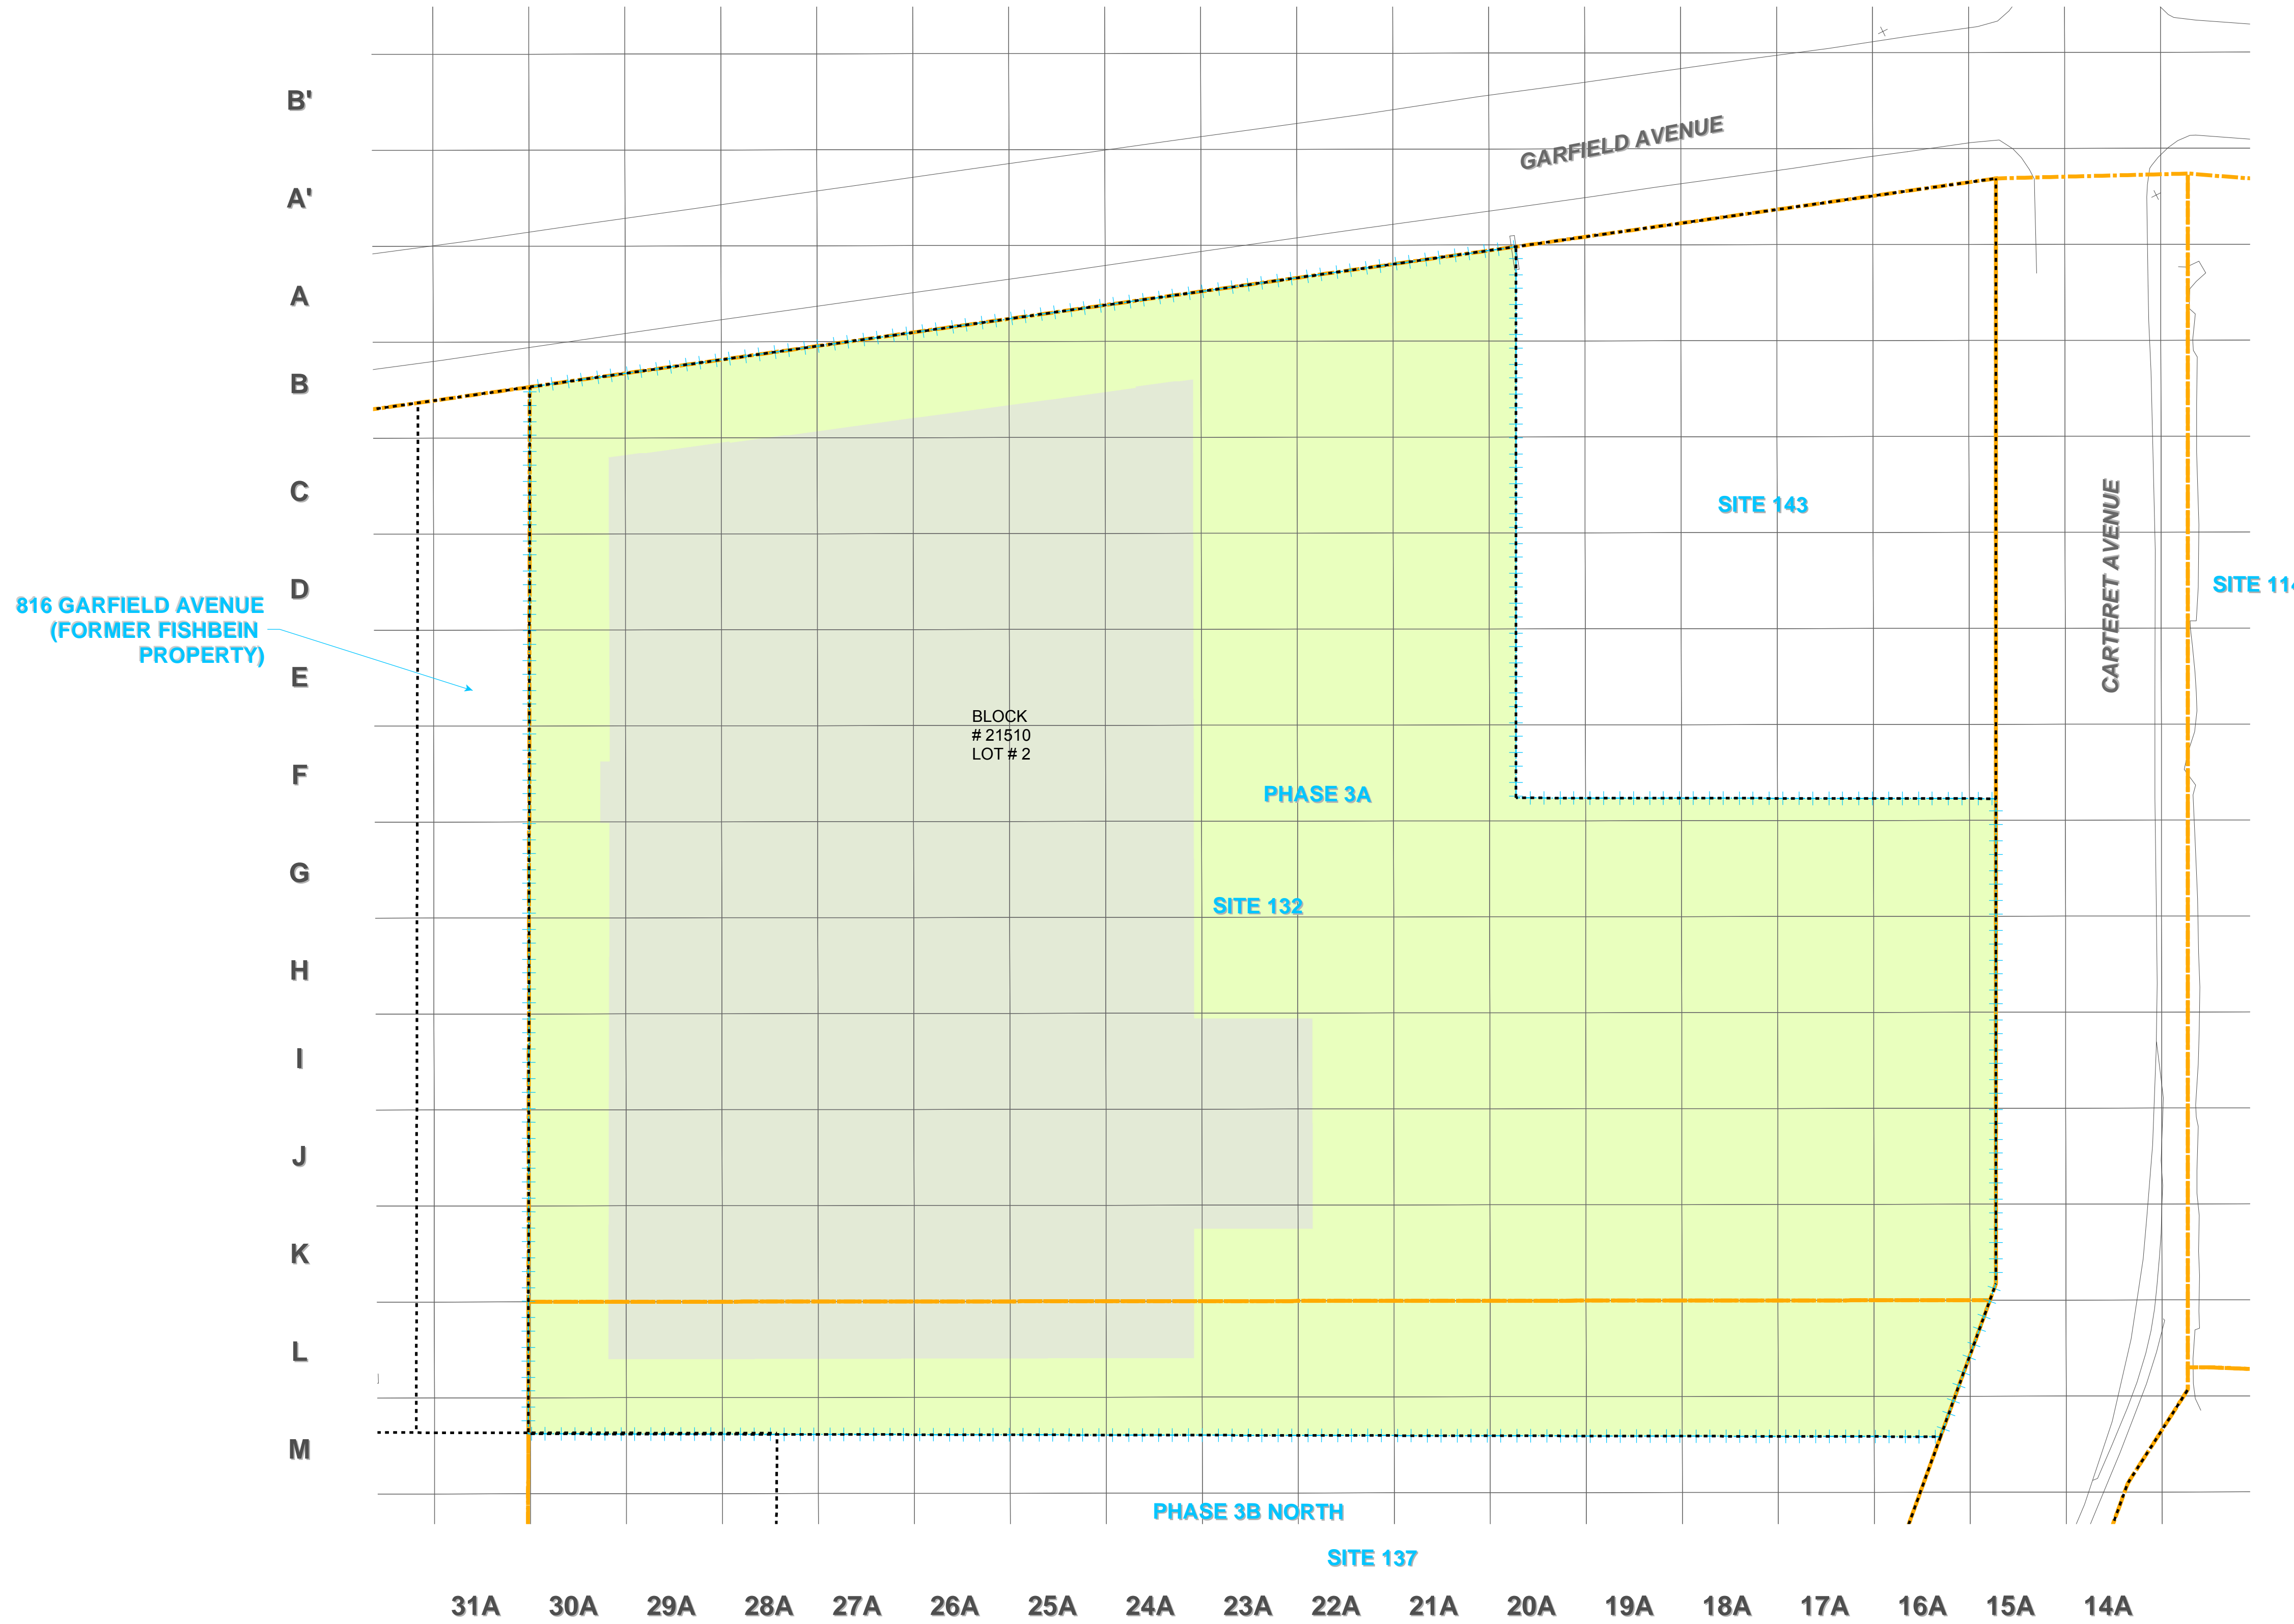 B'
GARFIELD AVENUE
A'
A
B
C
SITE 143
CARTERET AVENUE
D
SITE 114
816 GARFIELD AVENUE
(FORMER FISHBEIN
PROPERTY)
E
BLOCK
# 21510
LOT # 2
F
PHASE 3A
G
SITE 132
H
I
J
K
L
M
PHASE 3B NORTH
SITE 137
31A 30A 29A 28A 27A 26A 25A 24A 23A 22A 21A 20A 19A 18A 17A 16A 15A 14A